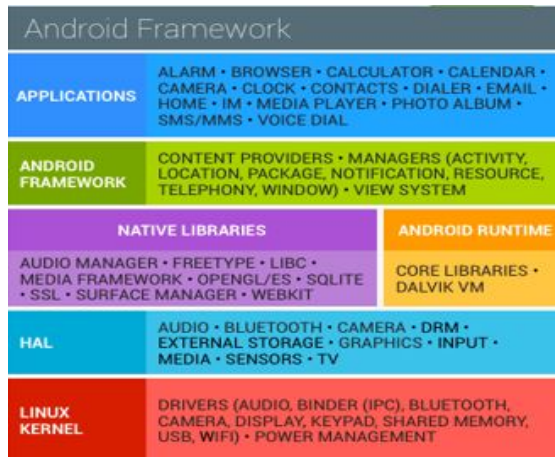 Android Framework
APPLICATIONS
ALARM • BROWSER • CALCULATOR • CALENDAR •
CAMERA • CLOCK • CONTACTS • DIALER • EMAIL •
HOME • IM • MEDIA PLAYER • PHOTO ALBUM •
SMS/MMS • VOICE DIAL
ANDROID
FRAMEWORK
CONTENT PROVIDERS • MANAGERS (ACTIVITY,
LOCATION, PACKAGE, NOTIFICATION, RESOURCE,
TELEPHONY, WINDOW) • VIEW SYSTEM
NATIVE LIBRARIES
AUDIO MANAGER • FREETYPE • LIBC •
MEDIA FRAMEWORK • OPENGL/ES • SQLITE
• SSL • SURFACE MANAGER • WEBKIT
ANDROID RUNTIME
CORE LIBRARIES •
DALVIK VM
HAL
AUDIO • BLUETOOTH • CAMERA • DRM •
EXTERNAL STORAGE • GRAPHICS • INPUT •
MEDIA • SENSORS • TV
LINUX
KERNEL
DRIVERS (AUDIO, BINDER (IPC), BLUETOOTH,
CAMERA, DISPLAY, KEYPAD, SHARED MEMORY,
USB, WIFI) • POWER MANAGEMENT